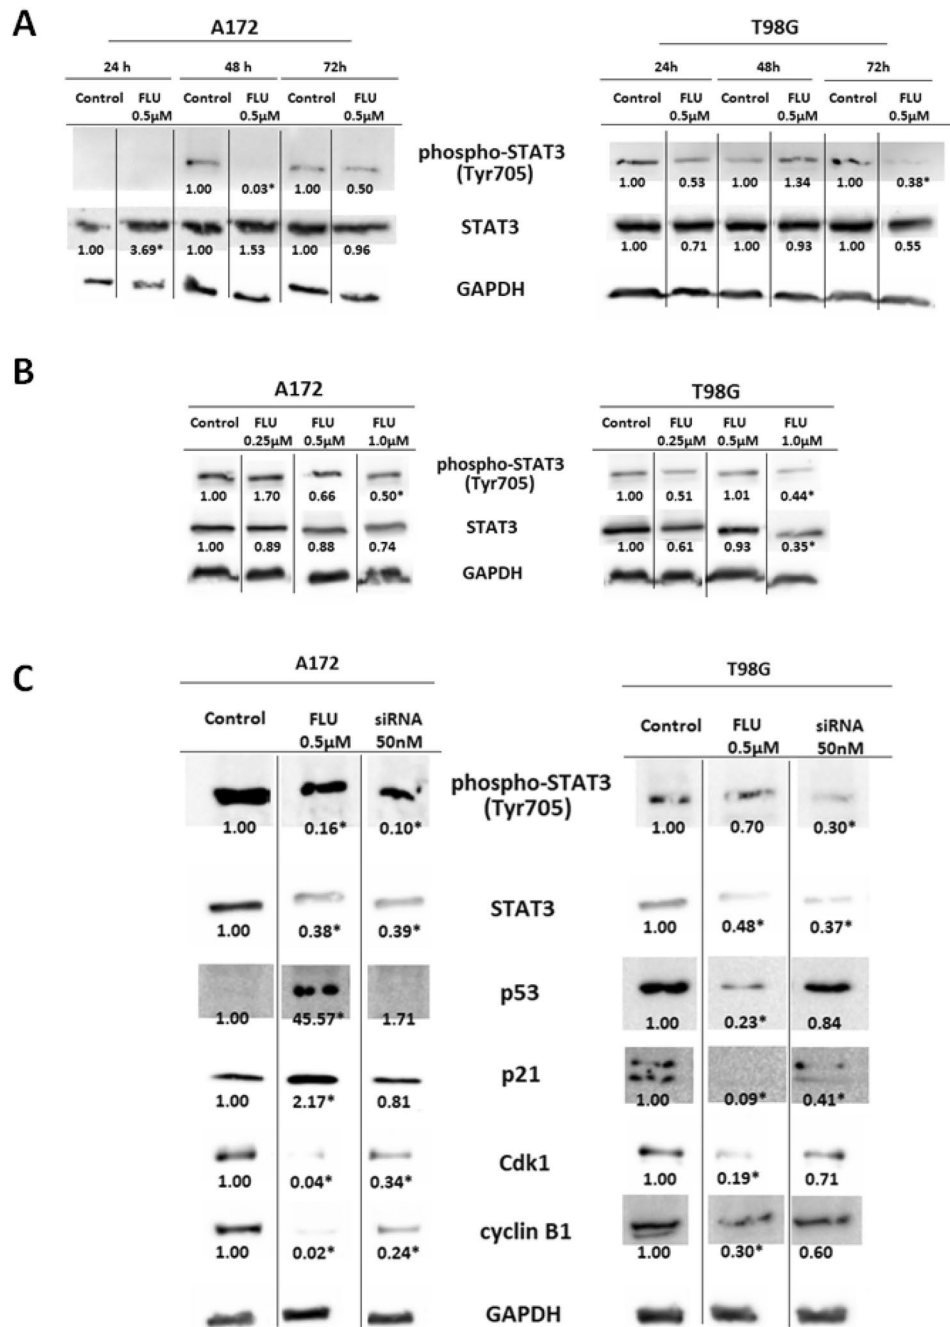 A
A172
T98G
24 h 48 h 72h
24h 48h 72h
Control FLU 0.5µM Control FLU 0.5µM Control FLU 0.5µM
Control FLU 0.5µM Control FLU 0.5µM Control FLU 0.5µM
phospho-STAT3
(Tyr705)
1.00 0.03* 1.00 0.50
1.00 0.53 1.00 1.34 1.00 0.38*
STAT3
1.00 3.69* 1.00 1.53 1.00 0.96
1.00 0.71 1.00 0.93 1.00 0.55
GAPDH
B
A172
T98G
Control FLU 0.25µM FLU 0.5µM FLU 1.0µM
Control FLU 0.25µM FLU 0.5µM FLU 1.0µM
phospho-STAT3
(Tyr705)
1.00 1.70 0.66 0.50*
1.00 0.51 1.01 0.44*
STAT3
1.00 0.89 0.88 0.74
1.00 0.61 0.93 0.35*
GAPDH
C
A172
T98G
Control FLU 0.5µM siRNA 50nM
Control FLU 0.5µM siRNA 50nM
phospho-STAT3
(Tyr705)
1.00 0.16* 0.10*
1.00 0.70 0.30*
STAT3
1.00 0.38* 0.39*
1.00 0.48* 0.37*
p53
1.00 45.57* 1.71
1.00 0.23* 0.84
p21
1.00 2.17* 0.81
1.00 0.09* 0.41*
Cdk1
1.00 0.04* 0.34*
1.00 0.19* 0.71
cyclin B1
1.00 0.02* 0.24*
1.00 0.30* 0.60
GAPDH